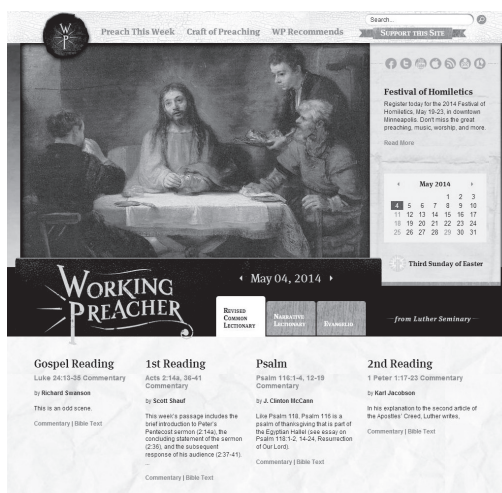 Search...
W
P
Preach This Week Craft of Preaching WP Recommends
Support this Site
Festival of Homiletics
Register today for the 2014 Festival of
Homiletics, May 19-23, in downtown
Minneapolis. Don't miss the great
preaching, music, worship, and more.
Read More
May 2014
1 2 3
4 5 6 7 8 9 10
11 12 13 14 15 16 17
18 19 20 21 22 23 24
25 26 27 28 29 30 31
Third Sunday of Easter
Working
Preacher
May 04, 2014
Revised
Common
Lectionary
Narrative
Lectionary
Evangelio
from Luther Seminary
Gospel Reading
Luke 24:13-35 Commentary
by Richard Swanson
This is an odd scene.
Commentary | Bible Text
1st Reading
Acts 2:14a, 36-41
Commentary
by Scott Shauf
This week's passage includes the
brief introduction to Peter's
Pentecost sermon (2:14a), the
concluding statement of the sermon
(2:36), and the subsequent
response of his audience (2:37-41).
...
Commentary | Bible Text
Psalm
Psalm 116:1-4, 12-19
Commentary
by J. Clinton McCann
Like Psalm 118, Psalm 116 is a
psalm of thanksgiving that is part of
the Egyptian Hallel (see essay on
Psalm 118:1-2, 14-24, Resurrection
of Our Lord).
Commentary | Bible Text
2nd Reading
1 Peter 1:17-23 Commentary
by Karl Jacobson
In his explanation to the second article of
the Apostles' Creed, Luther writes,
Commentary | Bible Text